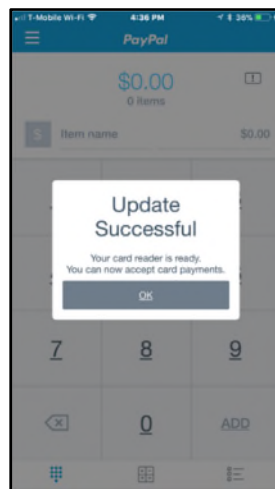 T-Mobile Wi-Fi 4:36 PM 36%
PayPal
$0.00
0 items
$ Item name $0.00
Update
Successful
Your card reader is ready.
You can now accept card payments.
OK
7 8 9
0 ADD